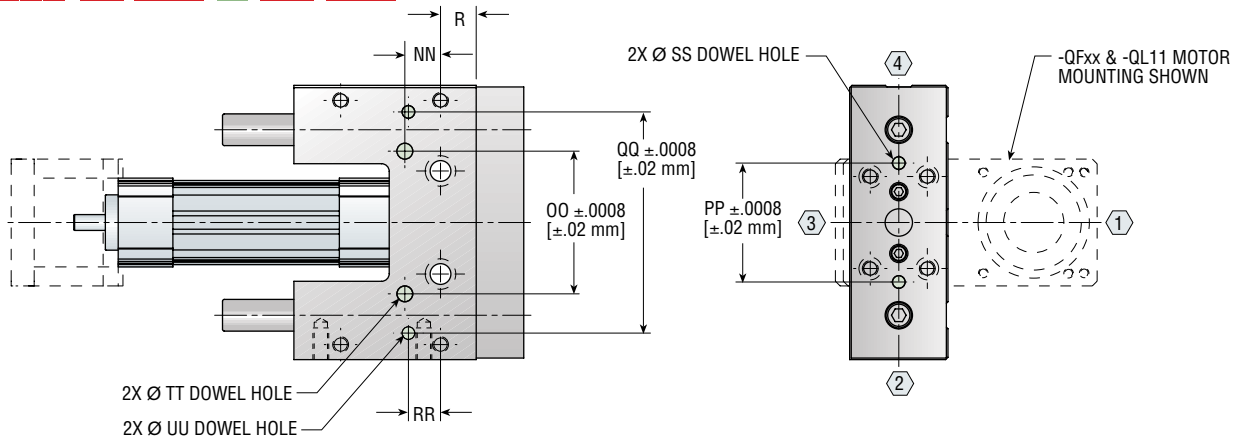 R
NN
2X Ø SS DOWEL HOLE
4
-QFxx & -QL11 MOTOR
MOUNTING SHOWN
QQ ±.0008
[±.02 mm]
OO ±.0008
[±.02 mm]
PP ±.0008
[±.02 mm]
3
1
2X Ø TT DOWEL HOLE
2X Ø UU DOWEL HOLE
RR
2